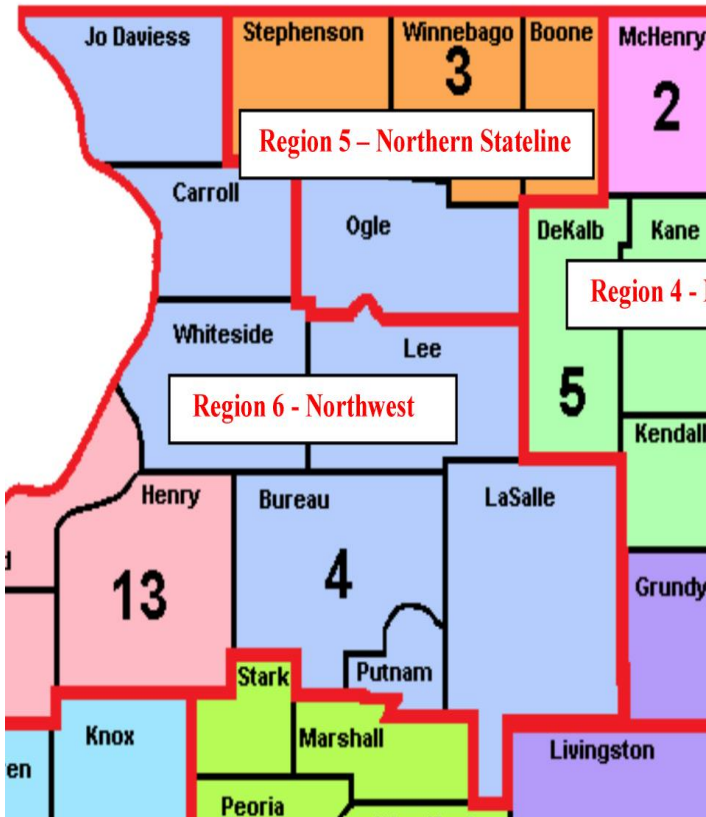 Jo Daviess
Stephenson
Winnebago
Boone
McHenry
3
2
Region 5 – Northern Stateline
Carroll
Ogle
DeKalb
Kane
Region 4 -
Whiteside
Lee
Region 6 - Northwest
5
Kendall
Henry
Bureau
LaSalle
13
4
Grundy
Stark
Putnam
Knox
Marshall
Livingston
Peoria